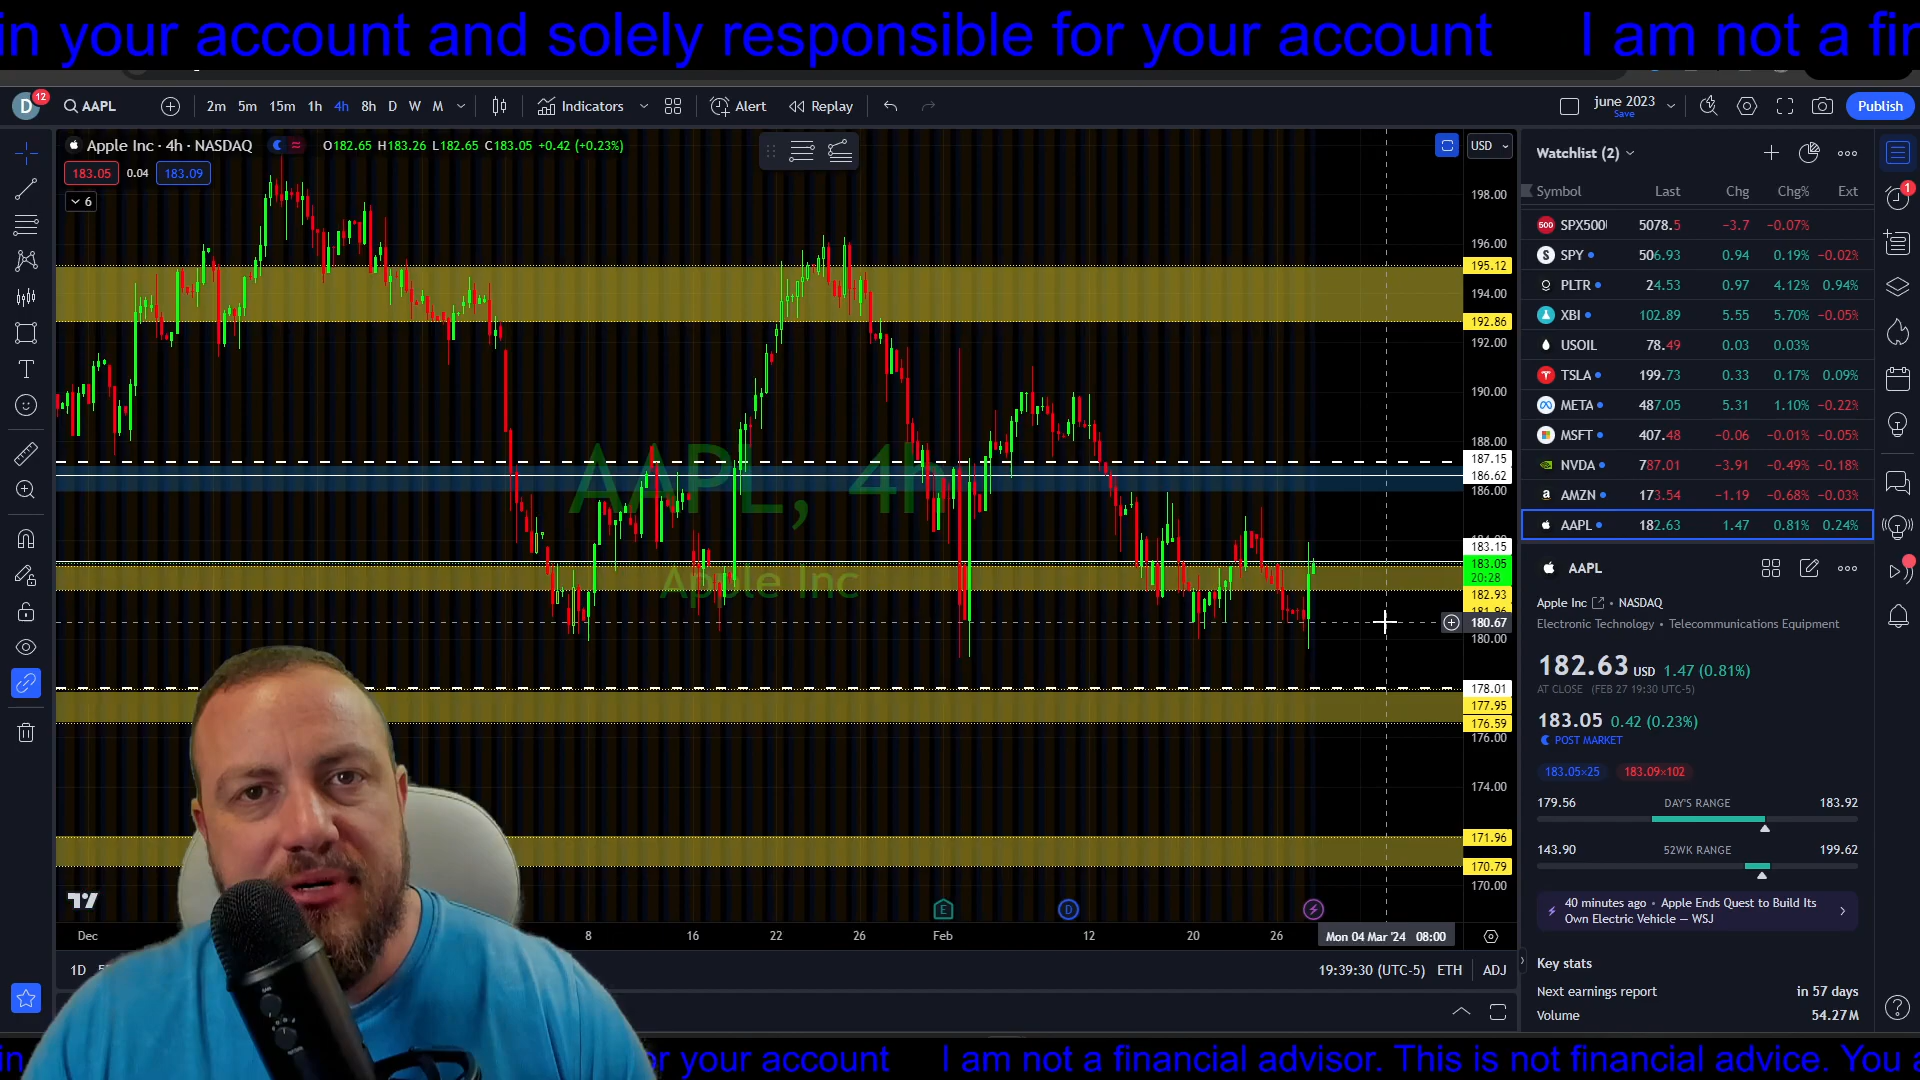 in your account and solely responsible for your account I am not a fin
D 12 AAPL 2m 5m 15m 1h 4h 8h D W M Indicators Alert Replay june 2023 Save Publish
Apple Inc · 4h · NASDAQ O182.65 H183.26 L182.65 C183.05 +0.42 (+0.23%) USD
183.05 0.04 183.09
6
198.00
196.00
195.12
194.00
192.86
192.00
190.00
188.00
187.15
186.62
186.00
183.15
183.05
20:28
182.93
180.67
180.00
178.01
177.95
176.59
176.00
174.00
171.96
170.79
170.00
AAPL, 4h
Apple Inc
E D
Dec 8 16 22 26 Feb 12 20 26 Mon 04 Mar '24 08:00
1D 19:39:30 (UTC-5) ETH ADJ
Watchlist (2)
Symbol Last Chg Chg% Ext
500 SPX500 5078.5 −3.7 −0.07%
SPY 506.93 0.94 0.19% −0.02%
PLTR 24.53 0.97 4.12% 0.94%
XBI 102.89 5.55 5.70% −0.05%
USOIL 78.49 0.03 0.03%
TSLA 199.73 0.33 0.17% 0.09%
META 487.05 5.31 1.10% −0.22%
MSFT 407.48 −0.06 −0.01% −0.05%
NVDA 787.01 −3.91 −0.49% −0.18%
AMZN 173.54 −1.19 −0.68% −0.03%
AAPL 182.63 1.47 0.81% 0.24%
AAPL
Apple Inc • NASDAQ
Electronic Technology • Telecommunications Equipment
182.63 USD 1.47 (0.81%)
AT CLOSE (FEB 27 19:30 UTC-5)
183.05 0.42 (0.23%)
POST MARKET
183.05×25 183.09×102
179.56 DAY'S RANGE 183.92
143.90 52WK RANGE 199.62
40 minutes ago • Apple Ends Quest to Build Its
Own Electric Vehicle — WSJ
Key stats
Next earnings report in 57 days
Volume 54.27M
1
in r your account I am not a financial advisor. This is not financial advice. You a